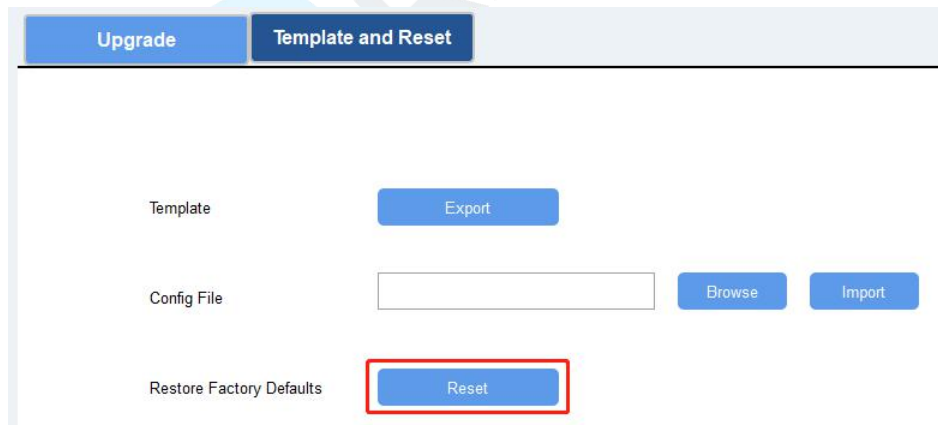 Upgrade
Template and Reset
Template
Export
Config File
Browse
Import
Restore Factory Defaults
Reset